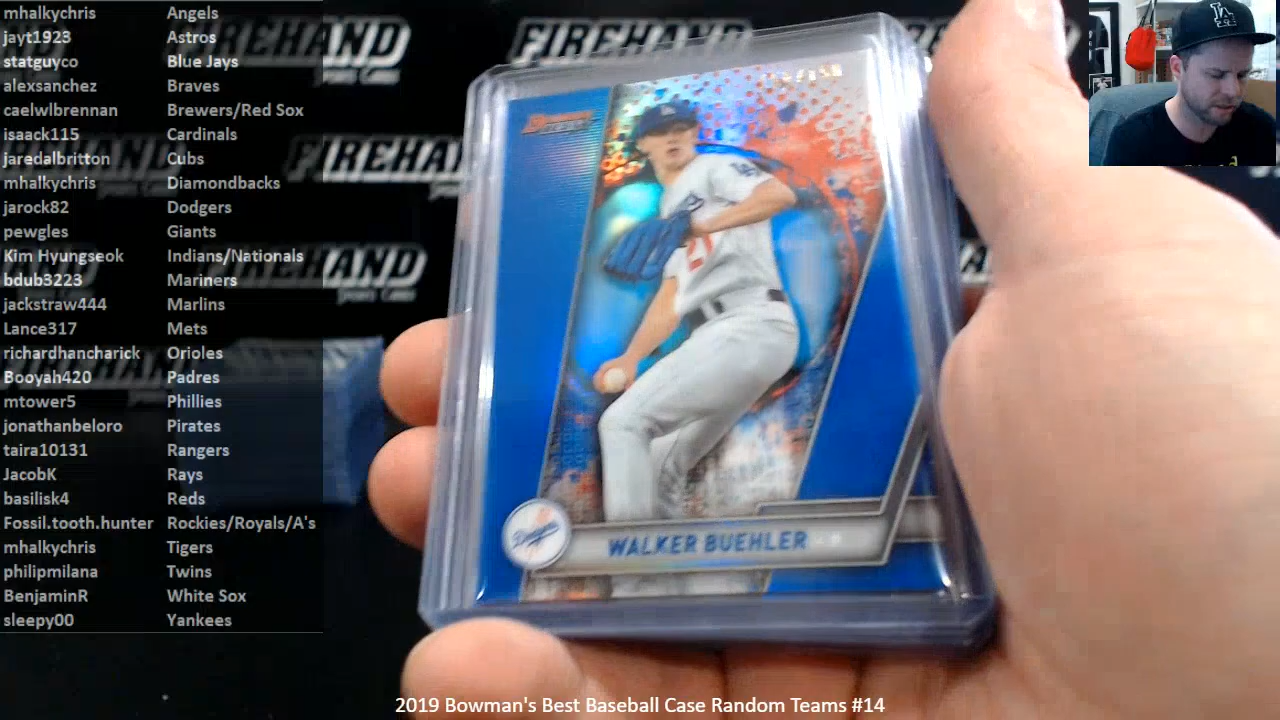 mhalkychris Angels
jayt1923 Astros
statguyco Blue Jays
alexsanchez Braves
caelwlbrennan Brewers/Red Sox
isaack115 Cardinals
jaredalbritton Cubs
mhalkychris Diamondbacks
jarock82 Dodgers
pewgles Giants
Kim Hyungseok Indians/Nationals
bdub3223 Mariners
jackstraw444 Marlins
Lance317 Mets
richardhancharick Orioles
Booyah420 Padres
mtower5 Phillies
jonathanbeloro Pirates
taira10131 Rangers
JacobK Rays
basilisk4 Reds
Fossil.tooth.hunter Rockies/Royals/A's
mhalkychris Tigers
philipmilana Twins
BenjaminR White Sox
sleepy00 Yankees
FIREHAND
FIREHAND
FIREHAND
LA
21
Dodgers
WALKER BUEHLER
2019 Bowman's Best Baseball Case Random Teams #14